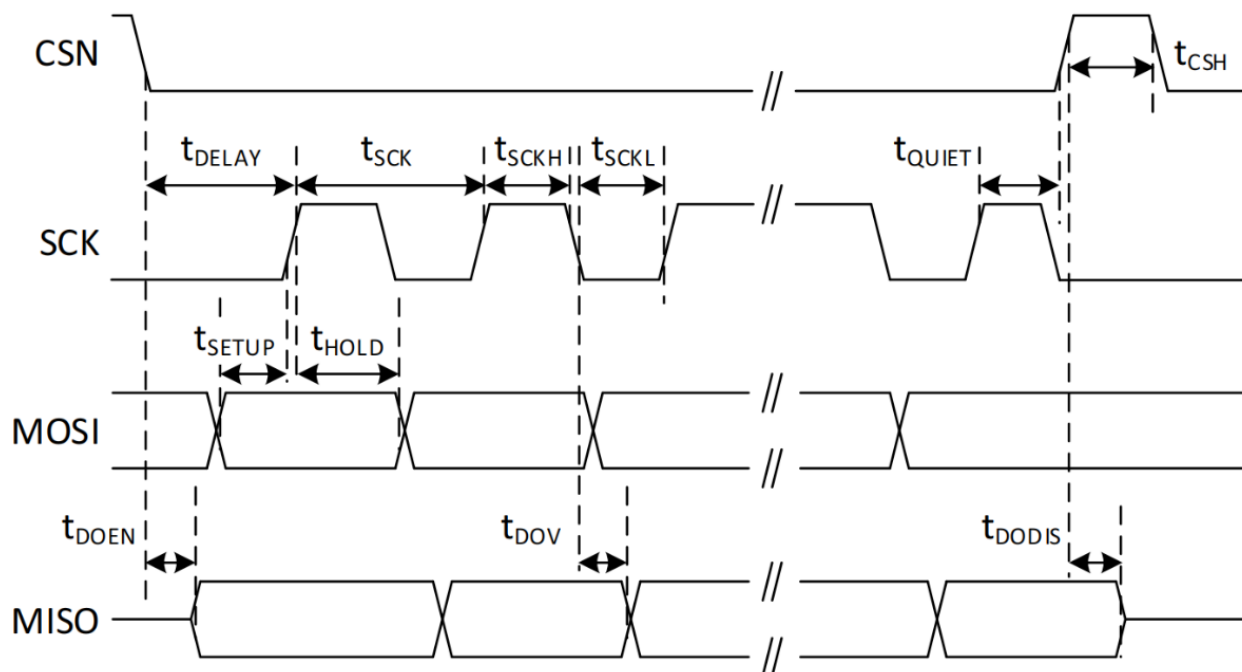 CSN
tCSH
tDELAY tSCK tSCKH tSCKL tQUIET
SCK
tSETUP tHOLD
MOSI
tDOEN tDOV tDODIS
MISO